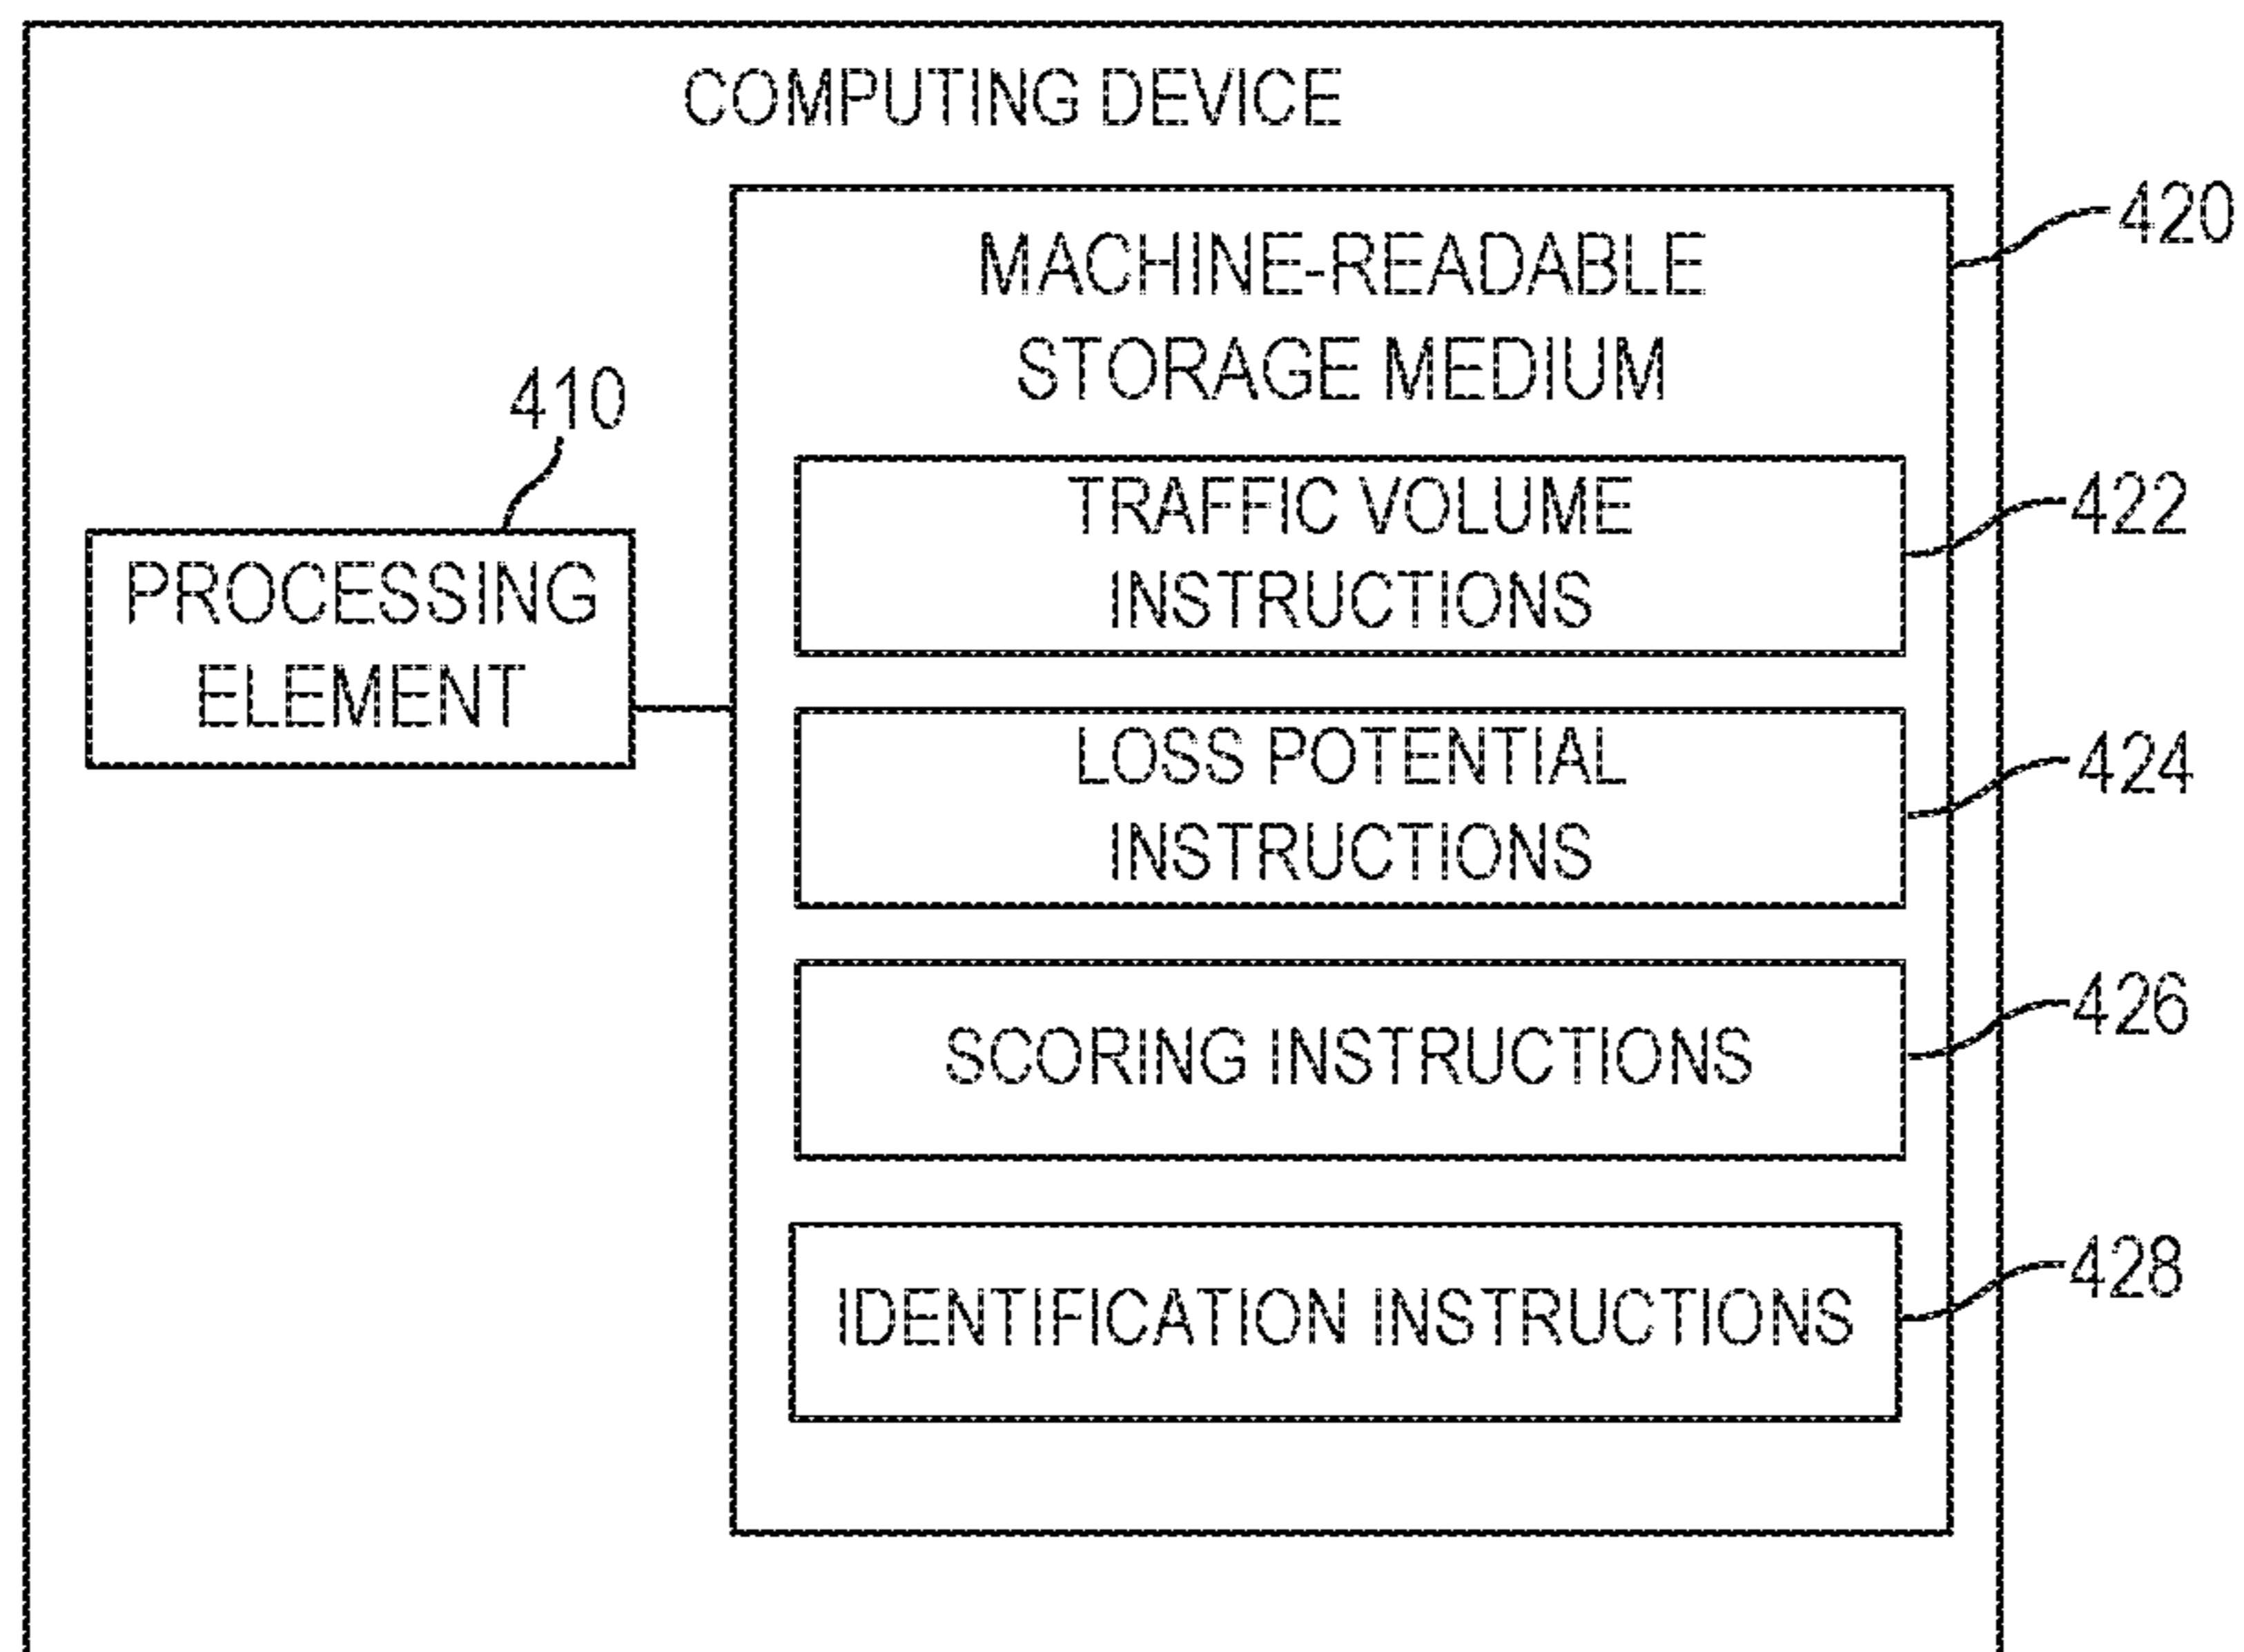 COMPUTING DEVICE
MACHINE-READABLE
STORAGE MEDIUM
420
410
PROCESSING
ELEMENT
TRAFFIC VOLUME
INSTRUCTIONS
422
LOSS POTENTIAL
INSTRUCTIONS
424
SCORING INSTRUCTIONS
426
IDENTIFICATION INSTRUCTIONS
428